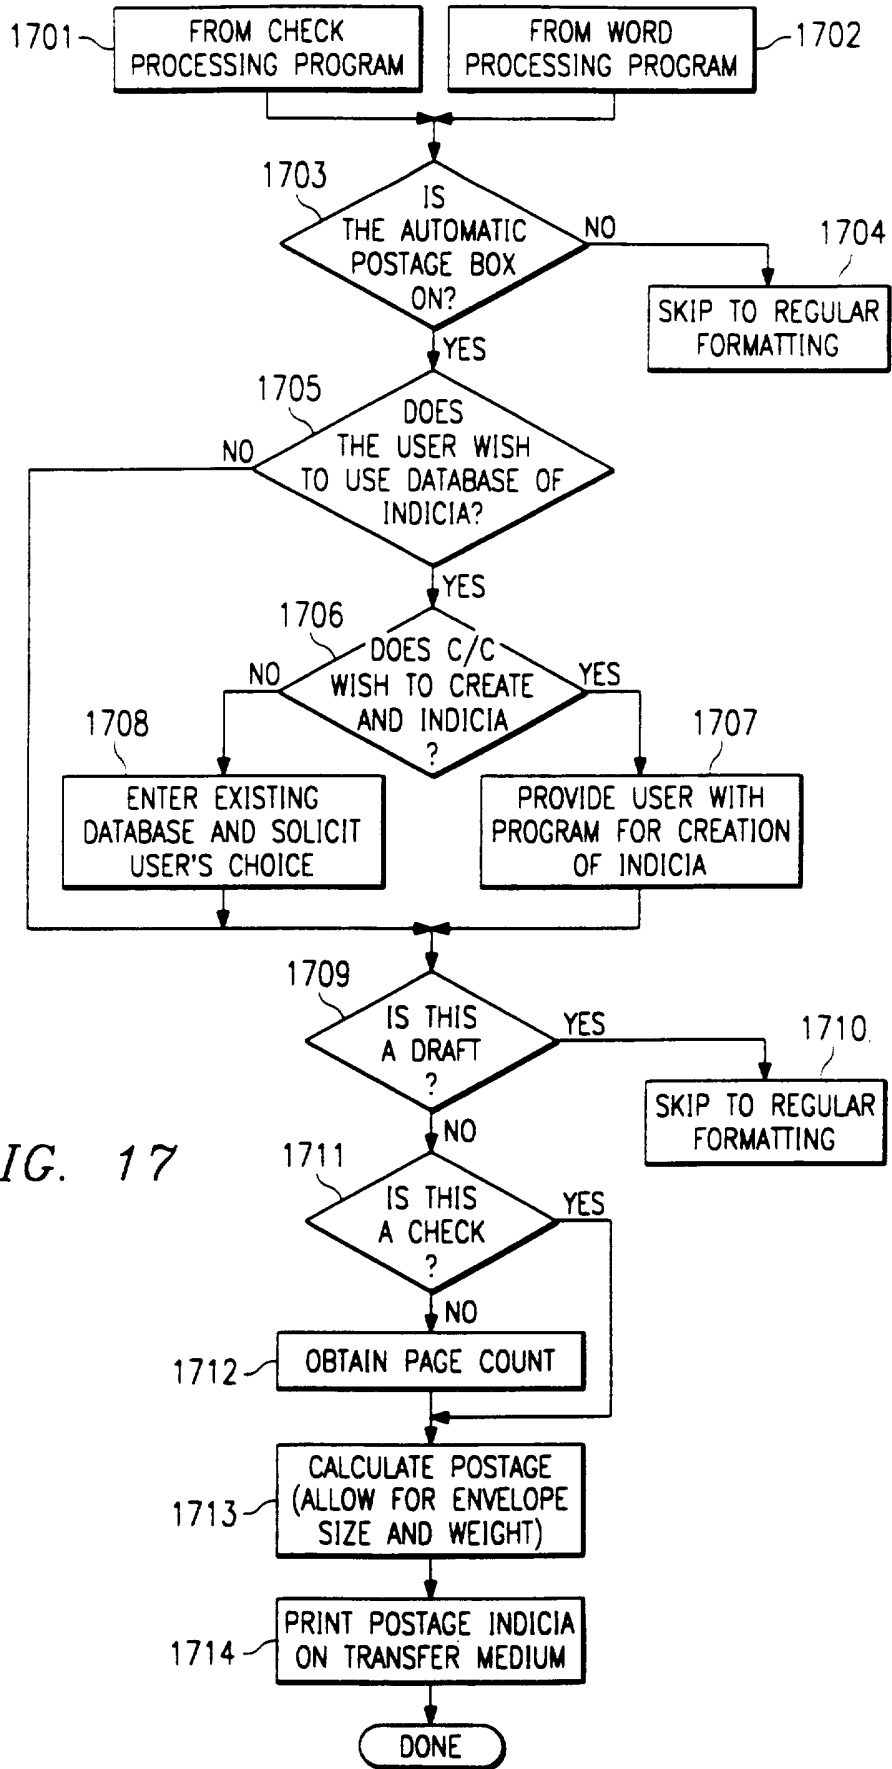 1701
FROM CHECK
PROCESSING PROGRAM
FROM WORD
PROCESSING PROGRAM
1702
1703
IS
THE AUTOMATIC
POSTAGE BOX
ON?
NO
1704
SKIP TO REGULAR
FORMATTING
YES
1705
DOES
THE USER WISH
TO USE DATABASE OF
INDICIA?
NO
YES
1706
DOES C/C
WISH TO CREATE
AND INDICIA
?
NO
YES
1708
ENTER EXISTING
DATABASE AND SOLICIT
USER'S CHOICE
1707
PROVIDE USER WITH
PROGRAM FOR CREATION
OF INDICIA
1709
IS THIS
A DRAFT
?
YES
1710
SKIP TO REGULAR
FORMATTING
NO
IG. 17
1711
IS THIS
A CHECK
?
YES
NO
1712
OBTAIN PAGE COUNT
1713
CALCULATE POSTAGE
(ALLOW FOR ENVELOPE
SIZE AND WEIGHT)
1714
PRINT POSTAGE INDICIA
ON TRANSFER MEDIUM
DONE